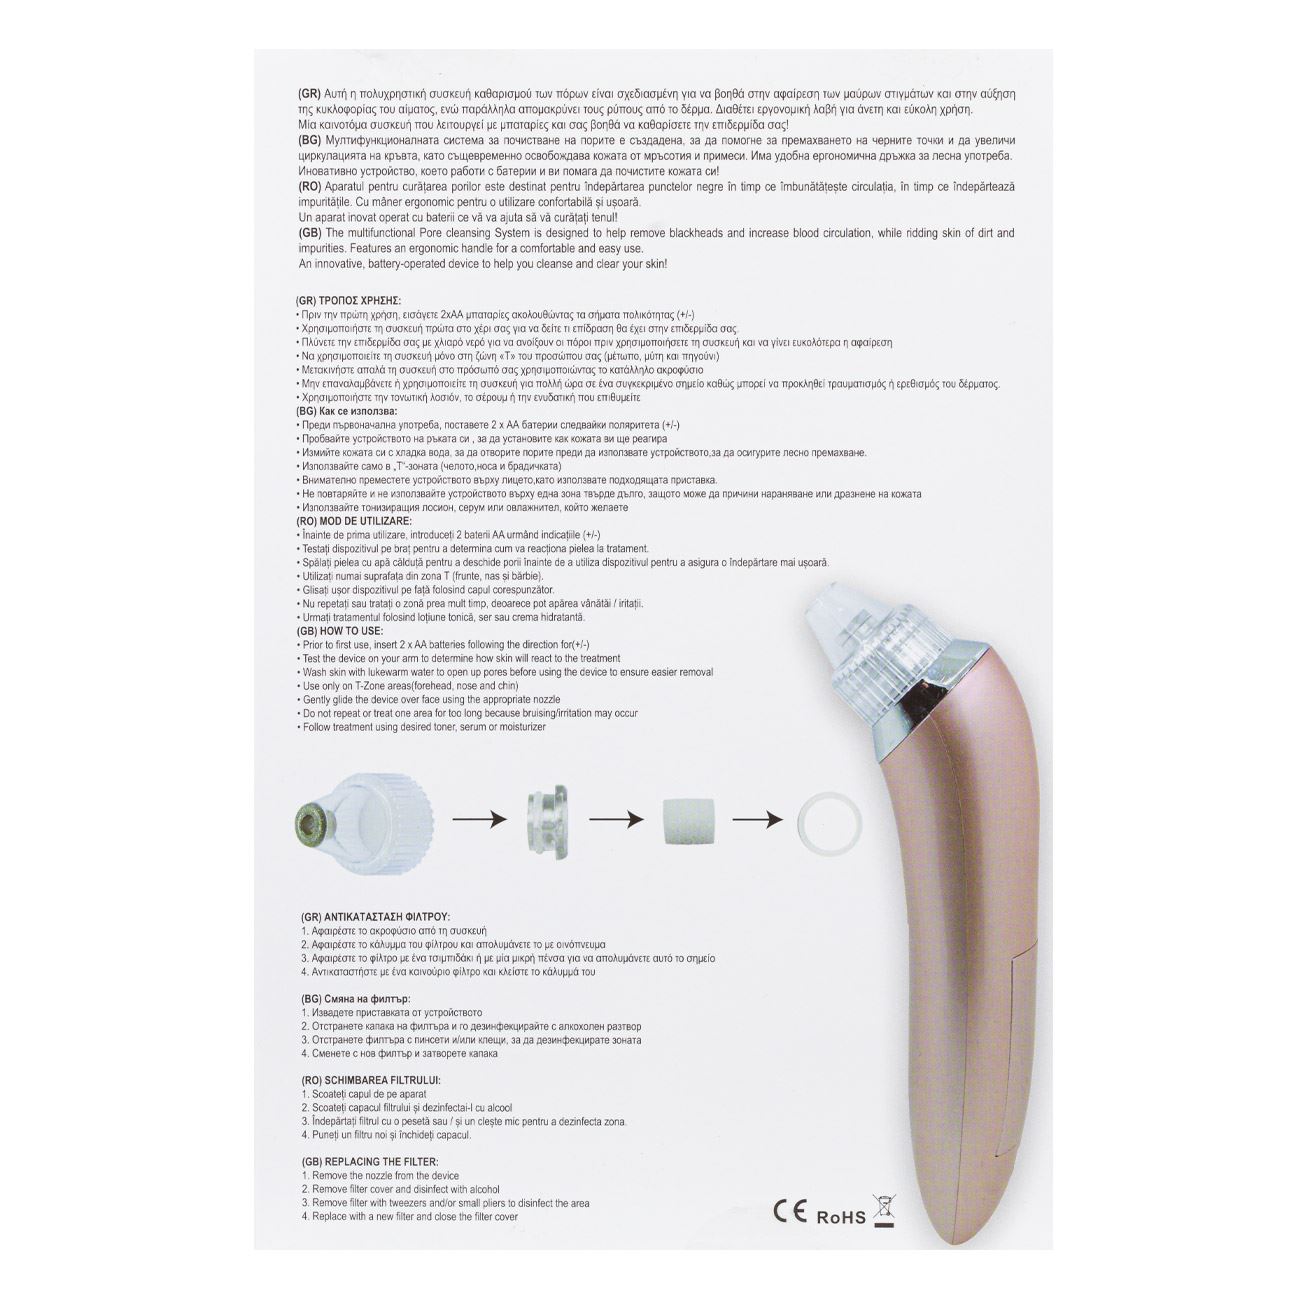 (GR) Αυτή η πολυχρηστική συσκευή καθαρισμού των πόρων είναι σχεδιασμένη για να βοηθά στην αφαίρεση των μαύρων στιγμάτων και στην αύξηση
της κυκλοφορίας του αίματος, ενώ παράλληλα απομακρύνει τους ρύπους από το δέρμα. Διαθέτει εργονομική λαβή για άνετη και εύκολη χρήση.
Μία καινοτόμα συσκευή που λειτουργεί με μπαταρίες και σας βοηθά να καθαρίσετε την επιδερμίδα σας!
(BG) Мултифункционалната система за почистване на порите е създадена, за да помогне за премахването на черните точки и да увеличи
циркулацията на кръвта, като същевременно освобождава кожата от мръсотия и примеси. Има удобна ергономична дръжка за лесна употреба.
Иновативно устройство, което работи с батерии и ви помага да почистите кожата си!
(RO) Aparatul pentru curățarea porilor este destinat pentru îndepărtarea punctelor negre în timp ce îmbunătățește circulația, în timp ce îndepărtează
impuritățile. Cu mâner ergonomic pentru o utilizare confortabilă și ușoară.
Un aparat inovat operat cu baterii ce vă va ajuta să vă curățați tenul!
(GB) The multifunctional Pore cleansing System is designed to help remove blackheads and increase blood circulation, while ridding skin of dirt and
impurities. Features an ergonomic handle for a comfortable and easy use.
An innovative, battery-operated device to help you cleanse and clear your skin!
(GR) ΤΡΟΠΟΣ ΧΡΗΣΗΣ:
• Πριν την πρώτη χρήση, εισάγετε 2xAA μπαταρίες ακολουθώντας τα σήματα πολικότητας (+/-)
• Χρησιμοποιήστε τη συσκευή πρώτα στο χέρι σας για να δείτε τι επίδραση θα έχει στην επιδερμίδα σας.
• Πλύνετε την επιδερμίδα σας με χλιαρό νερό για να ανοίξουν οι πόροι πριν χρησιμοποιήσετε τη συσκευή και να γίνει ευκολότερα η αφαίρεση
• Να χρησιμοποιείτε τη συσκευή μόνο στη ζώνη «Τ» του προσώπου σας (μέτωπο, μύτη και πηγούνι)
• Μετακινήστε απαλά τη συσκευή στο πρόσωπό σας χρησιμοποιώντας το κατάλληλο ακροφύσιο
• Μην επαναλαμβάνετε ή χρησιμοποιείτε τη συσκευή για πολλή ώρα σε ένα συγκεκριμένο σημείο καθώς μπορεί να προκληθεί τραυματισμός ή ερεθισμός του δέρματος.
• Χρησιμοποιήστε την τονωτική λοσιόν, το σέρουμ ή την ενυδατική που επιθυμείτε
(BG) Как се използва:
• Преди първоначална употреба, поставете 2 x AA батерии следвайки поляритета (+/-)
• Пробвайте устройството на ръката си , за да установите как кожата ви ще реагира
• Измийте кожата си с хладка вода, за да отворите порите преди да използвате устройството,за да осигурите лесно премахване.
• Използвайте само в „Т“-зоната (челото,носа и брадичката)
• Внимателно преместете устройството върху лицето,като използвате подходящата приставка.
• Не повтаряйте и не използвайте устройството върху една зона твърде дълго, защото може да причини нараняване или дразнене на кожата
• Използвайте тонизиращия лосион, серум или овлажнител, който желаете
(RO) MOD DE UTILIZARE:
• Înainte de prima utilizare, introduceți 2 baterii AA urmând indicațiile (+/-)
• Testați dispozitivul pe braț pentru a determina cum va reacționa pielea la tratament.
• Spălați pielea cu apă călduță pentru a deschide porii înainte de a utiliza dispozitivul pentru a asigura o îndepărtare mai ușoară.
• Utilizați numai suprafața din zona T (frunte, nas și bărbie).
• Glisați ușor dispozitivul pe față folosind capul corespunzător.
• Nu repetați sau tratați o zonă prea mult timp, deoarece pot apărea vânătăi / iritații.
• Urmați tratamentul folosind loțiune tonică, ser sau crema hidratantă.
(GB) HOW TO USE:
• Prior to first use, insert 2 x AA batteries following the direction for(+/-)
• Test the device on your arm to determine how skin will react to the treatment
• Wash skin with lukewarm water to open up pores before using the device to ensure easier removal
• Use only on T-Zone areas(forehead, nose and chin)
• Gently glide the device over face using the appropriate nozzle
• Do not repeat or treat one area for too long because bruising/irritation may occur
• Follow treatment using desired toner, serum or moisturizer
(GR) ΑΝΤΙΚΑΤΑΣΤΑΣΗ ΦΙΛΤΡΟΥ:
1. Αφαιρέστε το ακροφύσιο από τη συσκευή
2. Αφαιρέστε το κάλυμμα του φίλτρου και απολυμάνετε το με οινόπνευμα
3. Αφαιρέστε το φίλτρο με ένα τσιμπιδάκι ή με μία μικρή πένσα για να απολυμάνετε αυτό το σημείο
4. Αντικαταστήστε με ένα καινούριο φίλτρο και κλείστε το κάλυμμά του
(BG) Смяна на филтър:
1. Извадете приставката от устройството
2. Отстранете капака на филтъра и го дезинфекцирайте с алкохолен разтвор
3. Отстранете филтъра с пинсети и/или клещи, за да дезинфекцирате зоната
4. Сменете с нов филтър и затворете капака
(RO) SCHIMBAREA FILTRULUI:
1. Scoateți capul de pe aparat
2. Scoateți capacul filtrului și dezinfectai-l cu alcool
3. Îndepărtați filtrul cu o pesetă sau / și un clește mic pentru a dezinfecta zona.
4. Puneți un filtru noi și închideți capacul.
(GB) REPLACING THE FILTER:
1. Remove the nozzle from the device
2. Remove filter cover and disinfect with alcohol
3. Remove filter with tweezers and/or small pliers to disinfect the area
4. Replace with a new filter and close the filter cover
CE RoHS